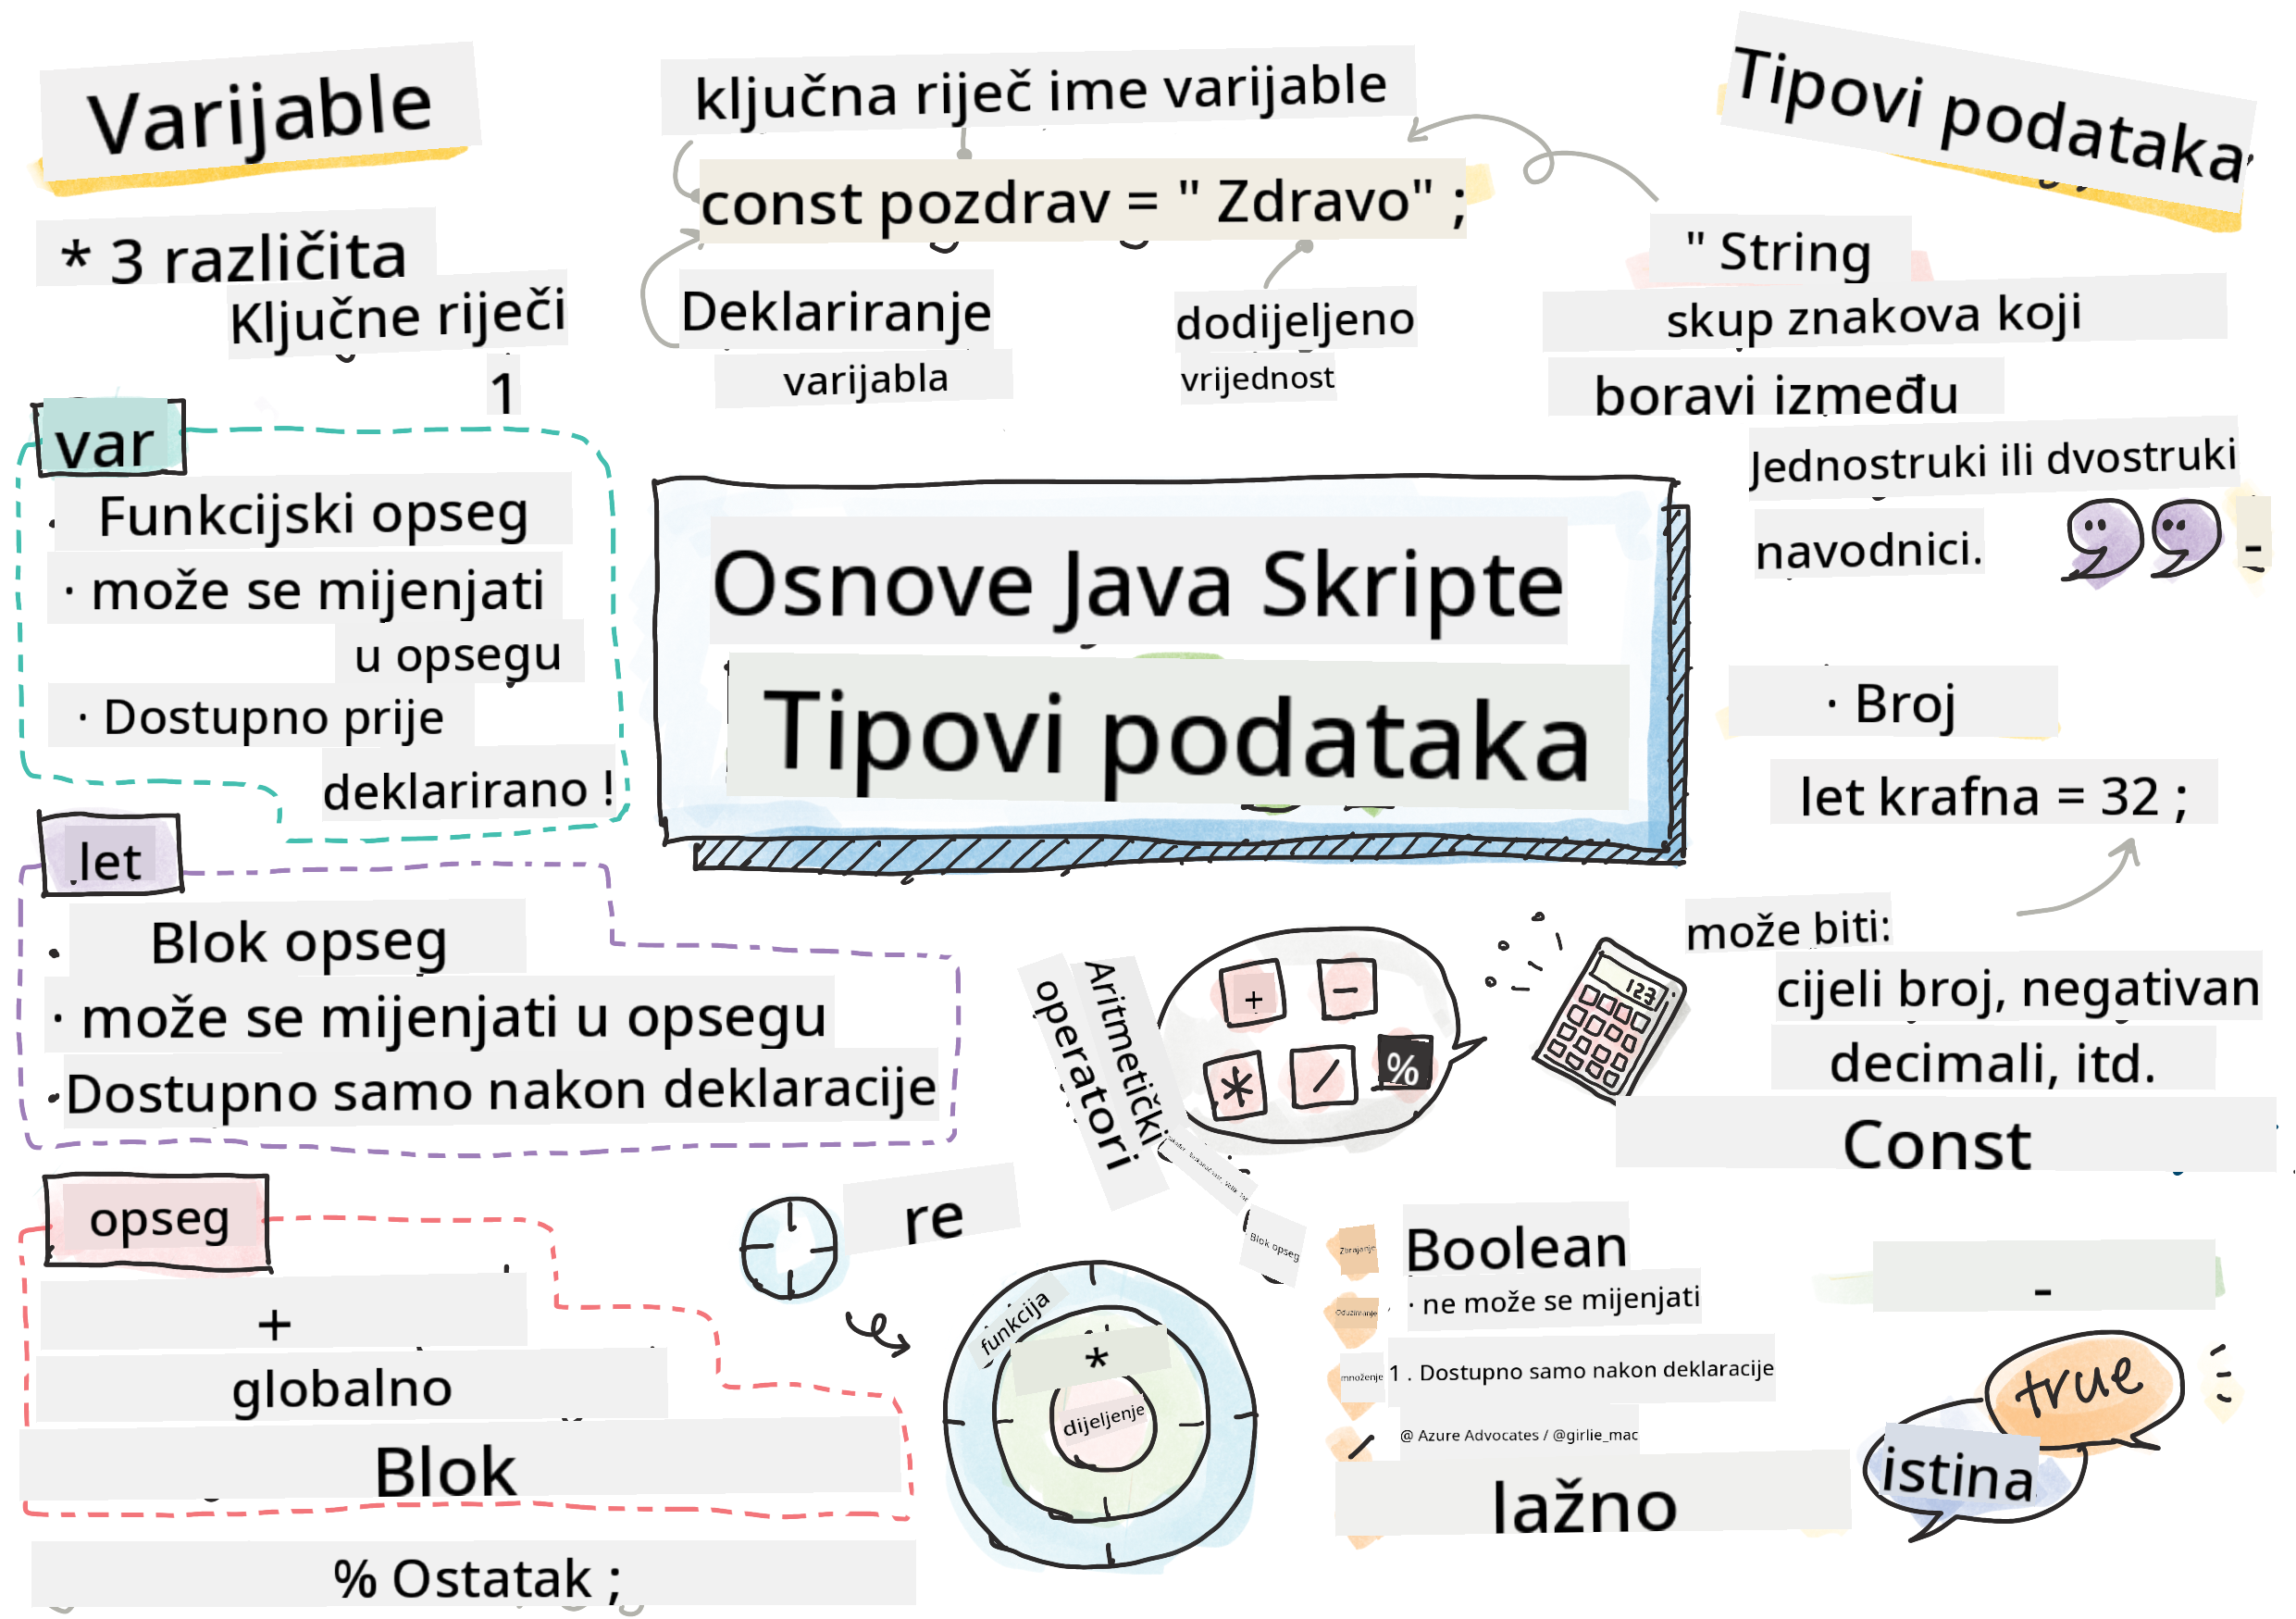 Varijable
* 3 različita
Ključne riječi
1
var
Funkcijski opseg
· može se mijenjati
u opsegu
· Dostupno prije
deklarirano !
let
Blok opseg
· može se mijenjati u opsegu
Dostupno samo nakon deklaracije
opseg
+
globalno
Blok
% Ostatak ;
ključna riječ ime varijable
const pozdrav = " Zdravo" ;
Deklariranje
varijabla
dodijeljeno
vrijednost
Osnove Java Skripte
Tipovi podataka
Aritmetički
operatori
+ −
* / %
123
re
funkcija
*
dijeljenje
Blok opseg
Zbrajanje
Oduzimanje
množenje
/
Boolean
· ne može se mijenjati
1 . Dostupno samo nakon deklaracije
@ Azure Advocates / @girlie_mac
lažno
Tipovi podataka
" String
skup znakova koji
boravi između
Jednostruki ili dvostruki
navodnici.
-
· Broj
let krafna = 32 ;
može biti:
cijeli broj, negativan
decimali, itd.
Const
-
true
istina